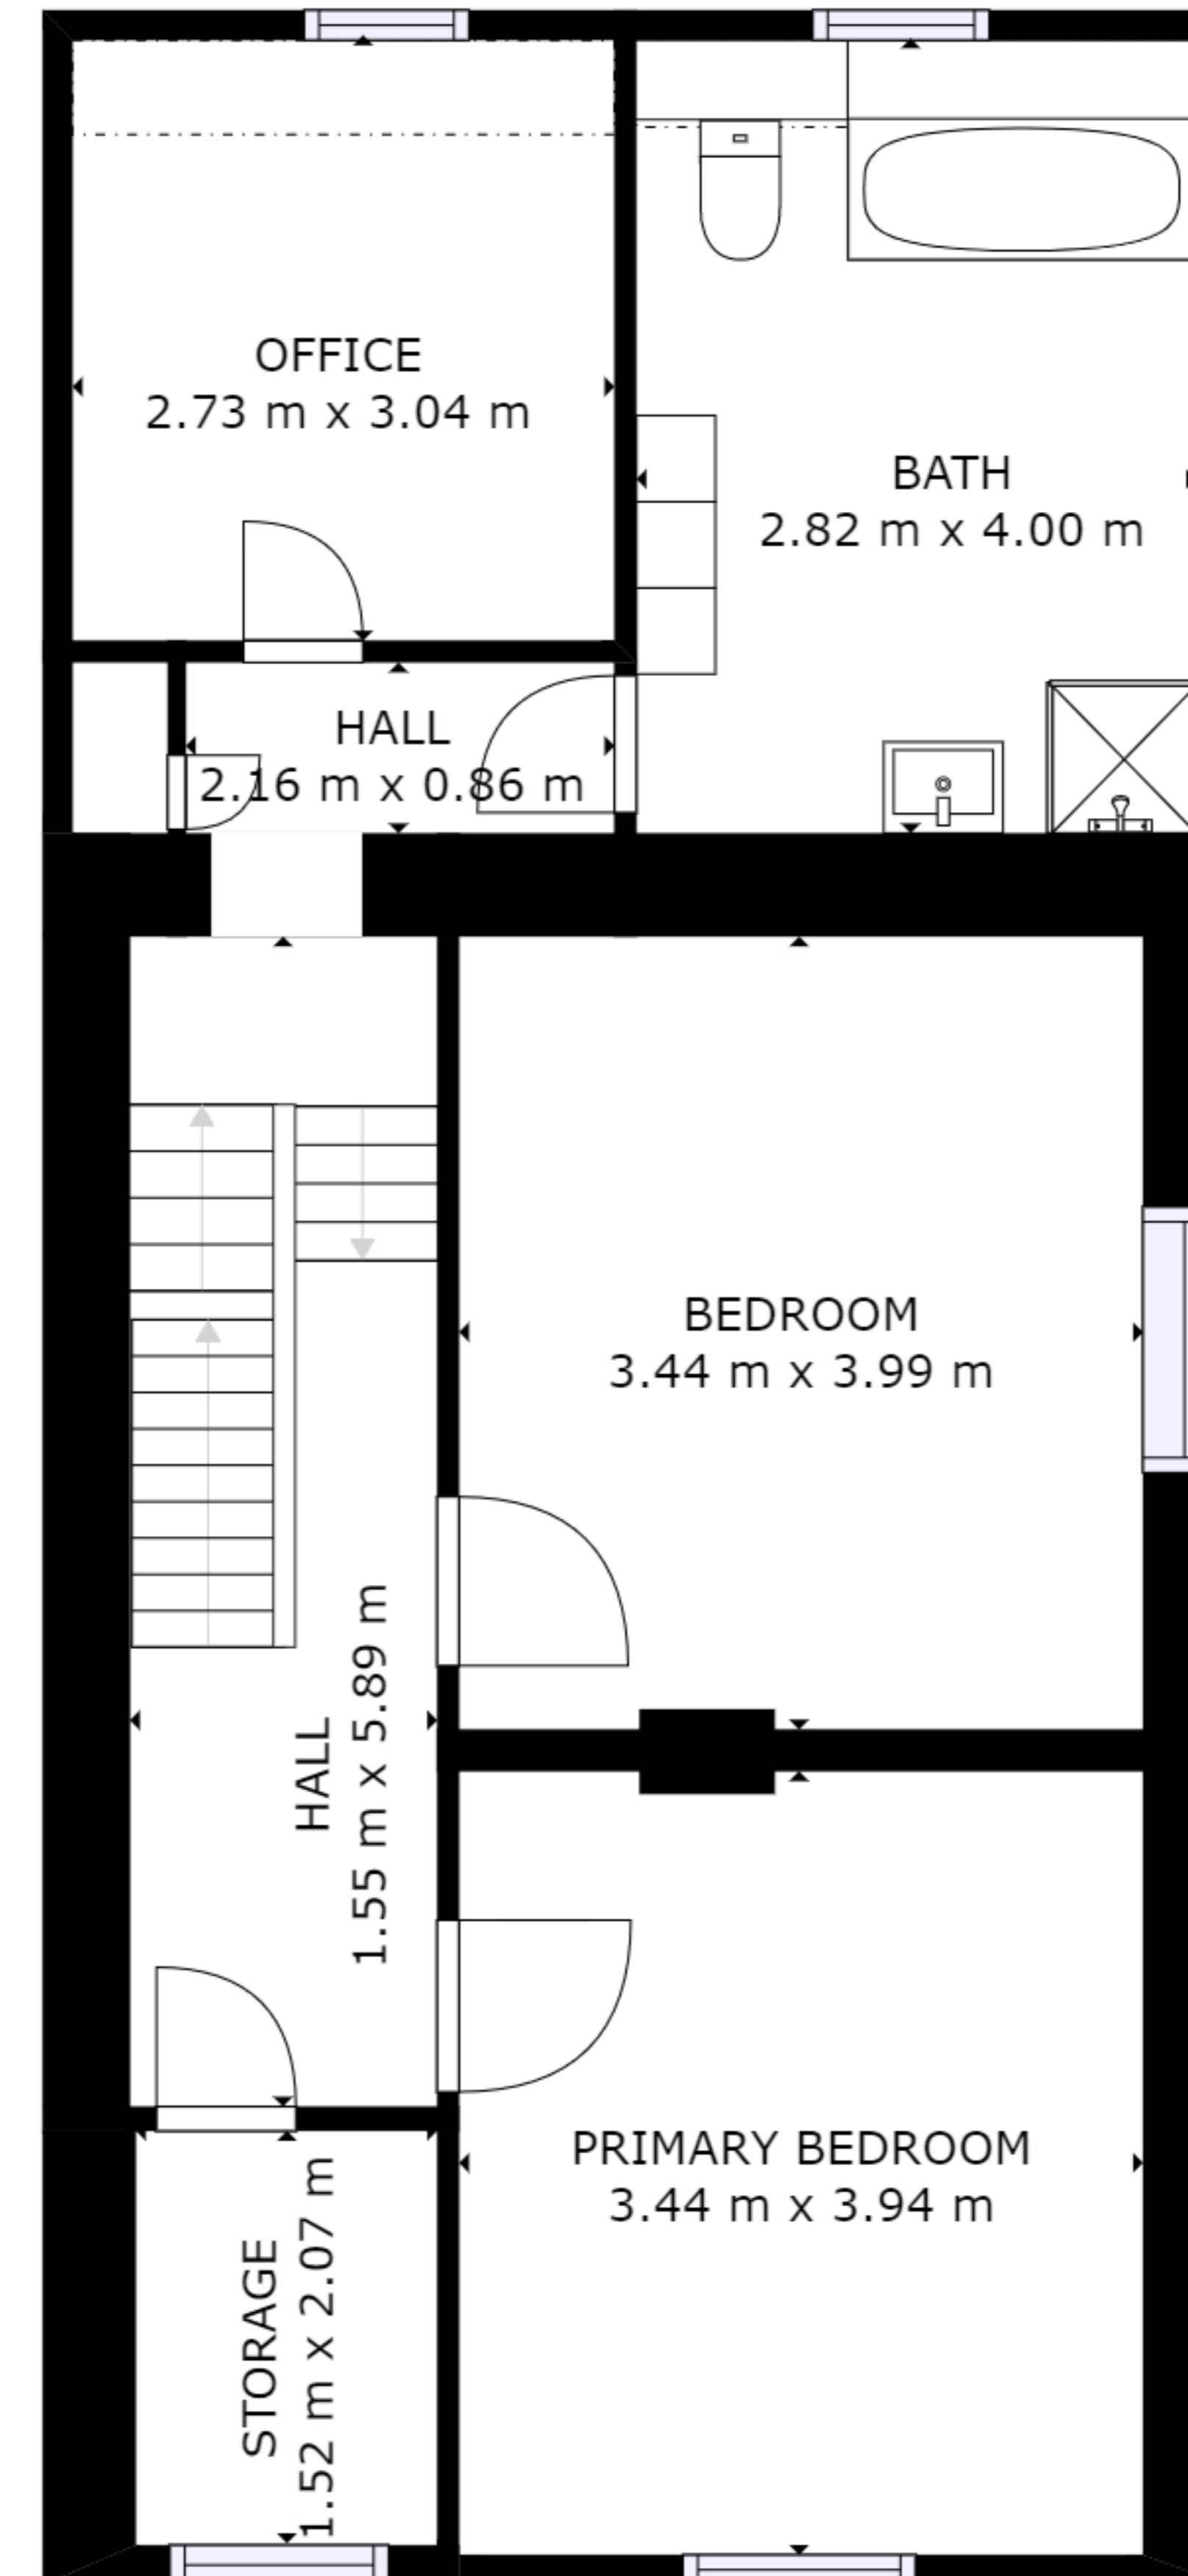 OFFICE
2.73 m x 3.04 m
BATH
2.82 m x 4.00 m
HALL
2.16 m x 0.86 m
BEDROOM
3.44 m x 3.99 m
HALL
1.55 m x 5.89 m
PRIMARY BEDROOM
3.44 m x 3.94 m
STORAGE
1.52 m x 2.07 m